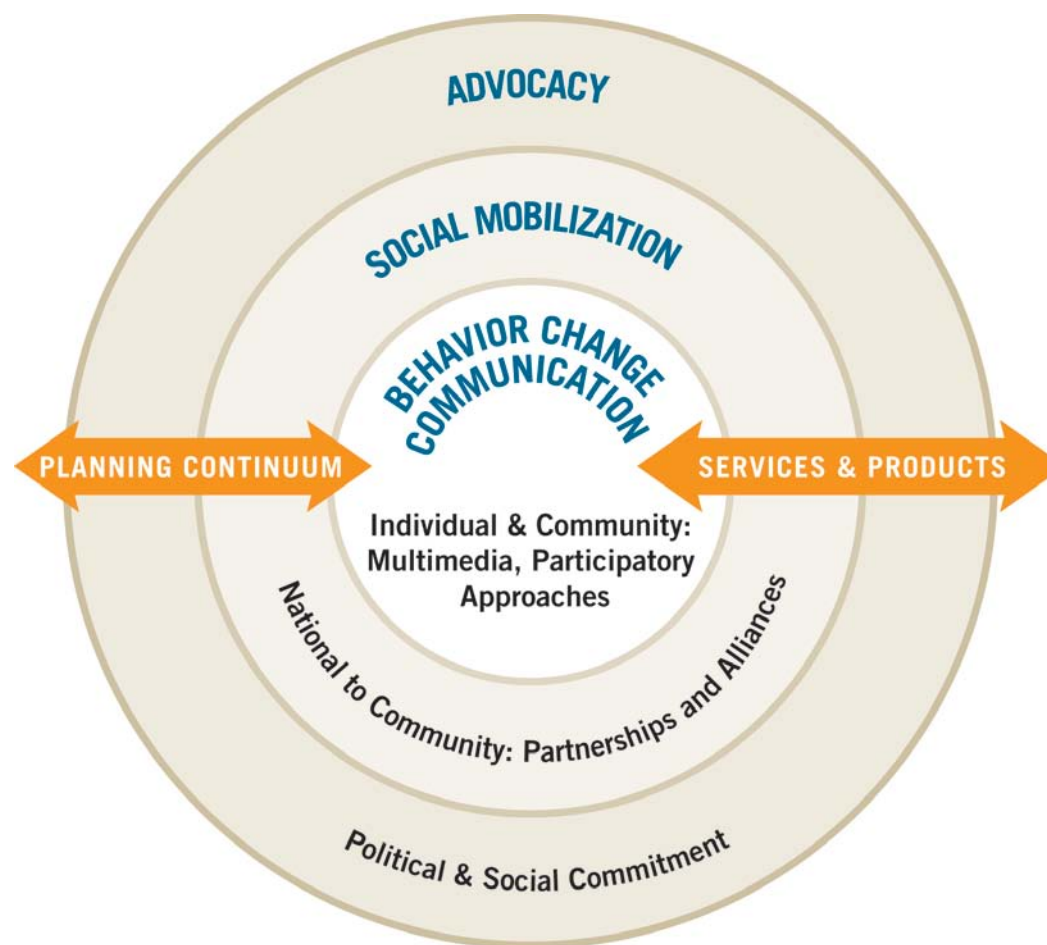 ADVOCACY
SOCIAL MOBILIZATION
BEHAVIOR CHANGE
COMMUNICATION
PLANNING CONTINUUM
SERVICES & PRODUCTS
Individual & Community:
Multimedia, Participatory
Approaches
National to Community: Partnerships and Alliances
Political & Social Commitment